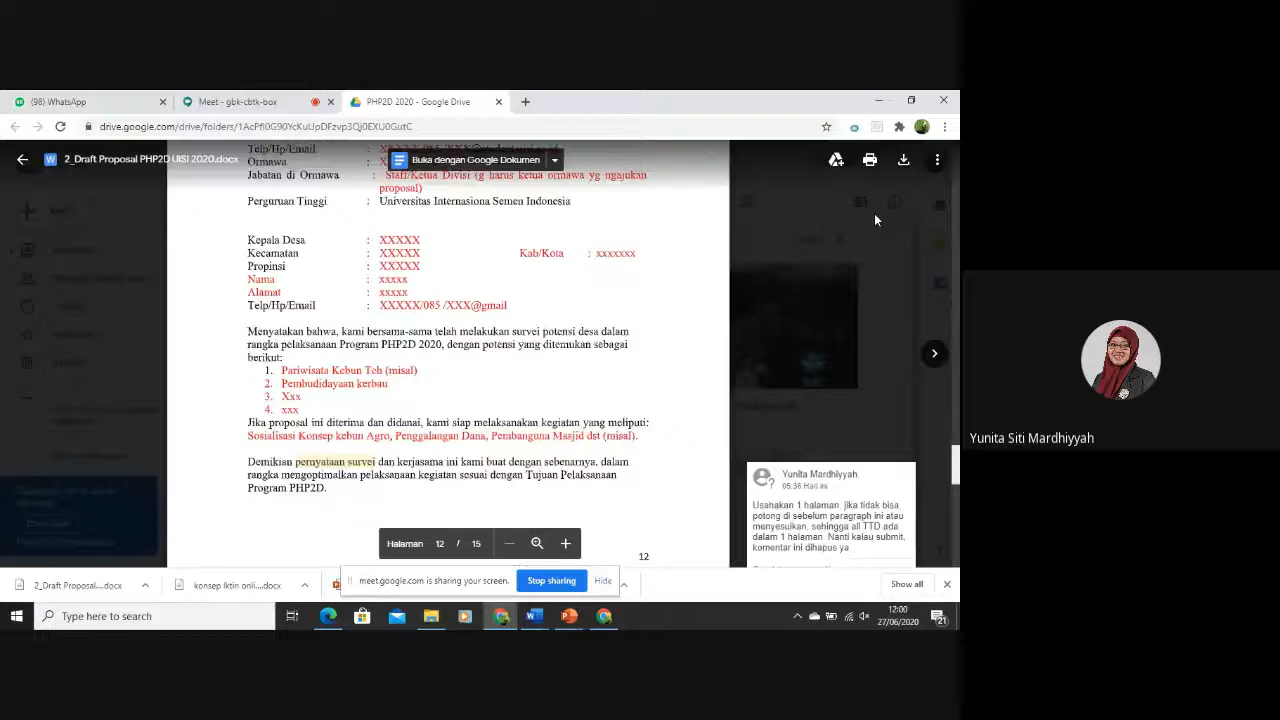 (98) WhatsApp
Meet - gbk-cbtk-box
PHP2D 2020 - Google Drive
drive.google.com/drive/folders/1AcPfl0G90YcKuUpDFzvp3Qj0EXU0GutC
2_Draft Proposal PHP2D UISI 2020.docx
Buka dengan Google Dokumen
Telp/Hp/Email :
Ormawa :
Jabatan di Ormawa : Staff/Ketua Divisi (g harus ketua ormawa yg ngajukan
proposal)
Perguruan Tinggi : Universitas Internasiona Semen Indonesia
Kepala Desa : XXXXX
Kecamatan : XXXXX Kab/Kota : xxxxxxx
Propinsi : XXXXX
Nama : xxxxx
Alamat : xxxxx
Telp/Hp/Email : XXXXX/085 /XXX@gmail
Menyatakan bahwa, kami bersama-sama telah melakukan survei potensi desa dalam
rangka pelaksanaan Program PHP2D 2020, dengan potensi yang ditemukan sebagai
berikut:
1. Pariwisata Kebun Teh (misal)
2. Pembudidayaan kerbau
3. Xxx
4. xxx
Jika proposal ini diterima dan didanai, kami siap melaksanakan kegiatan yang meliputi:
Sosialisasi Konsep kebun Agro, Penggalangan Dana, Pembanguna Masjid dst (misal).
Demikian pernyataan survei dan kerjasama ini kami buat dengan sebenarnya, dalam
rangka mengoptimalkan pelaksanaan kegiatan sesuai dengan Tujuan Pelaksanaan
Program PHP2D.
12
Yunita Mardhiyyah
05.36 Hari ini
Usahakan 1 halaman, jika tidak bisa,
potong di sebelum paragraph ini atau
menyesulkan, sehingga all TTD ada
dalam 1 halaman. Nanti kalau submit,
komentar ini dihapus ya
Halaman 12 / 15
Yunita Siti Mardhiyyah
2_Draft Proposal....docx
konsep lktin onli....docx
meet.google.com is sharing your screen.
Stop sharing
Hide
Show all
Type here to search
12:00
27/06/2020
21